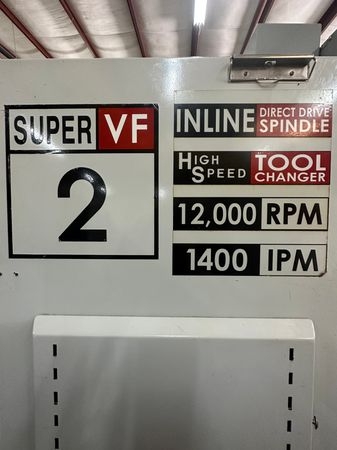 SUPER VF
2
INLINE DIRECT DRIVE SPINDLE
HIGH SPEED TOOL CHANGER
12,000 RPM
1400 IPM